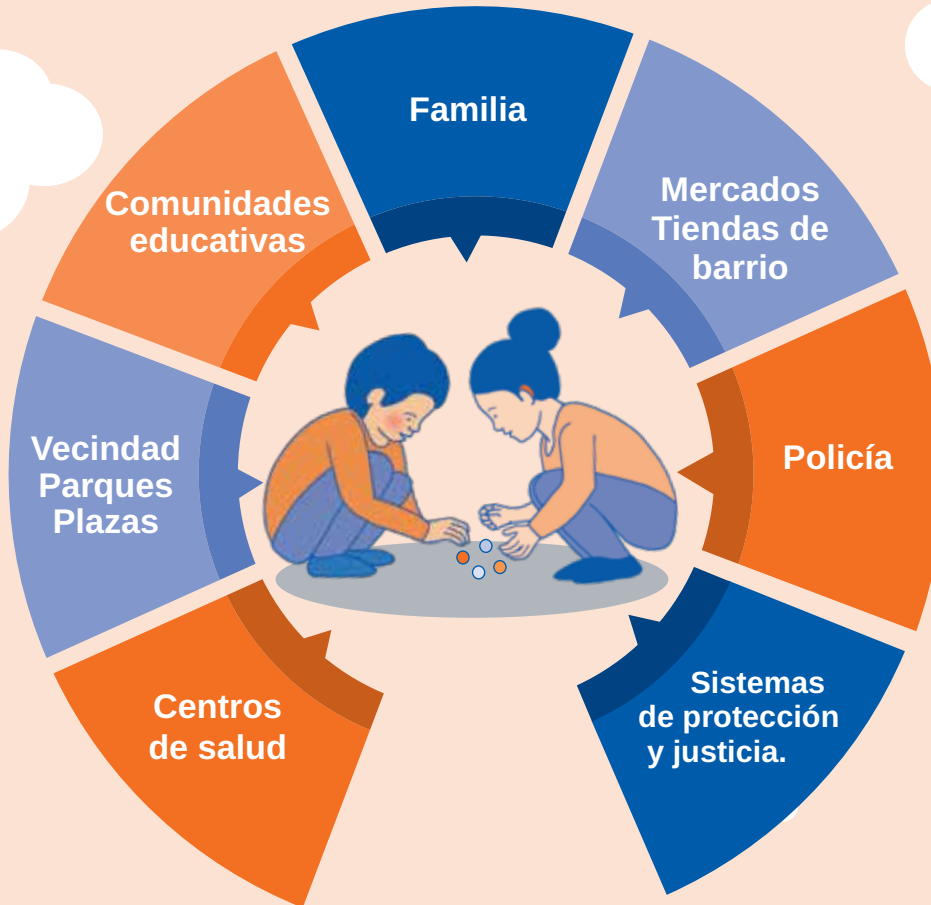 Familia
Comunidades
educativas
Mercados
Tiendas de
barrio
Vecindad
Parques
Plazas
Policía
Centros
de salud
Sistemas
de protección
y justicia.